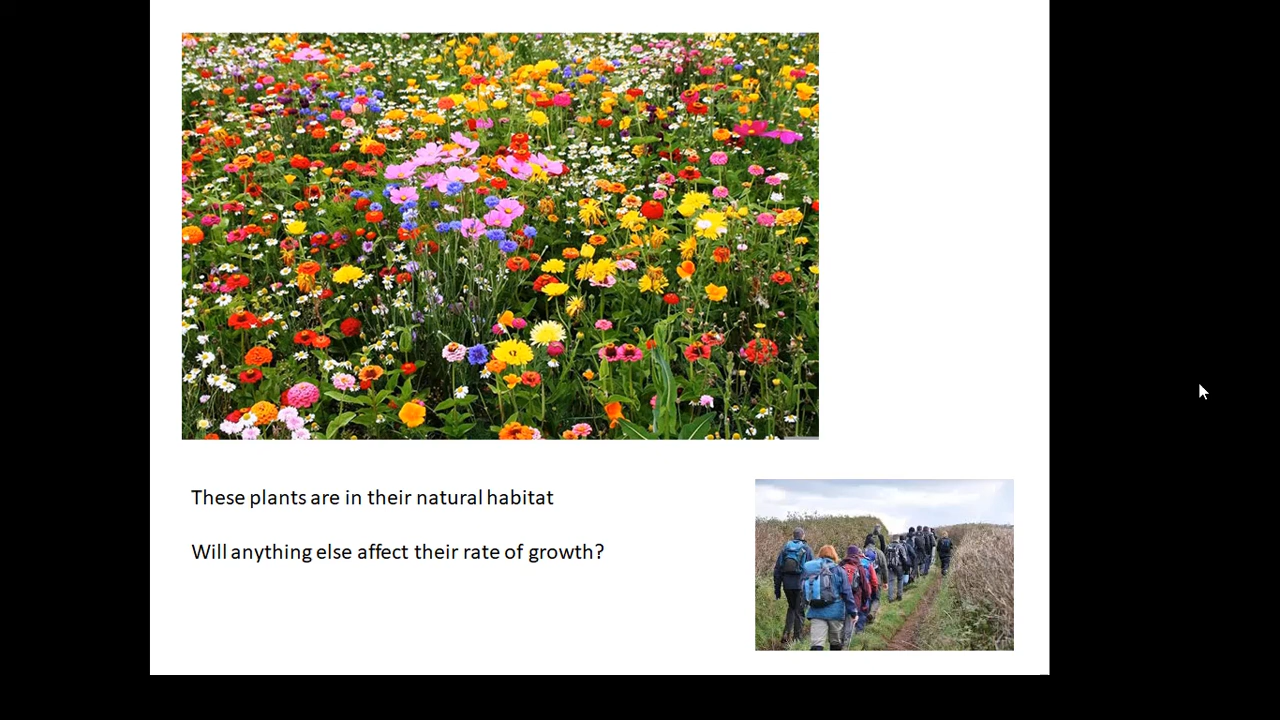 These plants are in their natural habitat
Will anything else affect their rate of growth?